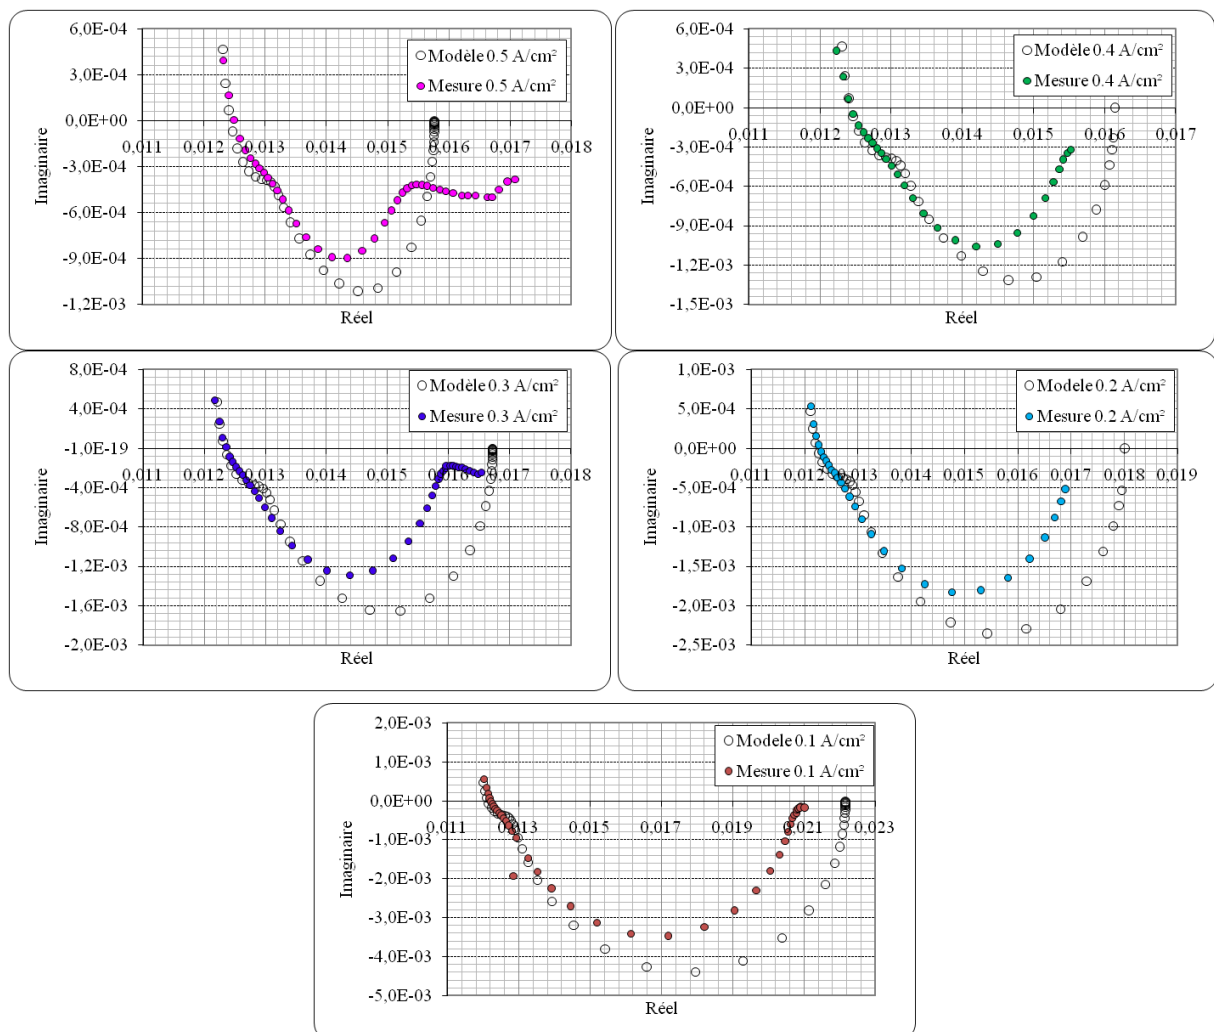 6,0E-04
3,0E-04
0,0E+00
-3,0E-04
-6,0E-04
-9,0E-04
-1,2E-03
0,011 0,012 0,013 0,014 0,015 0,016 0,017 0,018
Imaginaire
Réel
Modèle 0.5 A/cm²
Mesure 0.5 A/cm²
6,0E-04
3,0E-04
0,0E+00
-3,0E-04
-6,0E-04
-9,0E-04
-1,2E-03
-1,5E-03
0,011 0,012 0,013 0,014 0,015 0,016 0,017
Imaginaire
Réel
Modèle 0.4 A/cm²
Mesure 0.4 A/cm²
8,0E-04
4,0E-04
-1,0E-19
-4,0E-04
-8,0E-04
-1,2E-03
-1,6E-03
-2,0E-03
0,011 0,012 0,013 0,014 0,015 0,016 0,017 0,018
Imaginaire
Réel
Modèle 0.3 A/cm²
Mesure 0.3 A/cm²
1,0E-03
5,0E-04
0,0E+00
-5,0E-04
-1,0E-03
-1,5E-03
-2,0E-03
-2,5E-03
0,011 0,012 0,013 0,014 0,015 0,016 0,017 0,018 0,019
Imaginaire
Réel
Modele 0.2 A/cm²
Mesure 0.2 A/cm²
2,0E-03
1,0E-03
0,0E+00
-1,0E-03
-2,0E-03
-3,0E-03
-4,0E-03
-5,0E-03
0,011 0,013 0,015 0,017 0,019 0,021 0,023
Imaginaire
Réel
Modele 0.1 A/cm²
Mesure 0.1 A/cm²